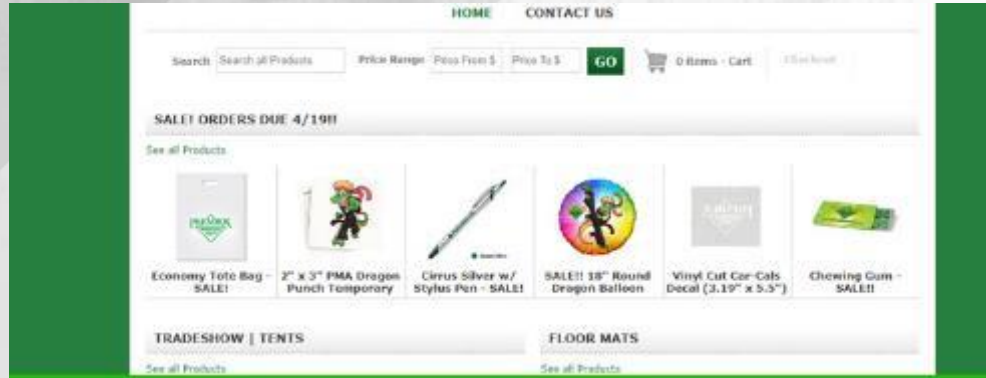 HOME CONTACT US
Search Search all Products Price Range Price From $ Price To $ GO 0 Items - Cart Checkout
SALE! ORDERS DUE 4/19!!
See all Products
Economy Tote Bag - SALE!
2" x 3" PMA Dragon Punch Temporary
Cirrus Silver w/ Stylus Pen - SALE!
SALE!! 18" Round Dragon Balloon
Vinyl Cut Car-Cals Decal (3.19" x 5.5")
Chewing Gum - SALE!!
TRADESHOW | TENTS FLOOR MATS
See all Products See all Products